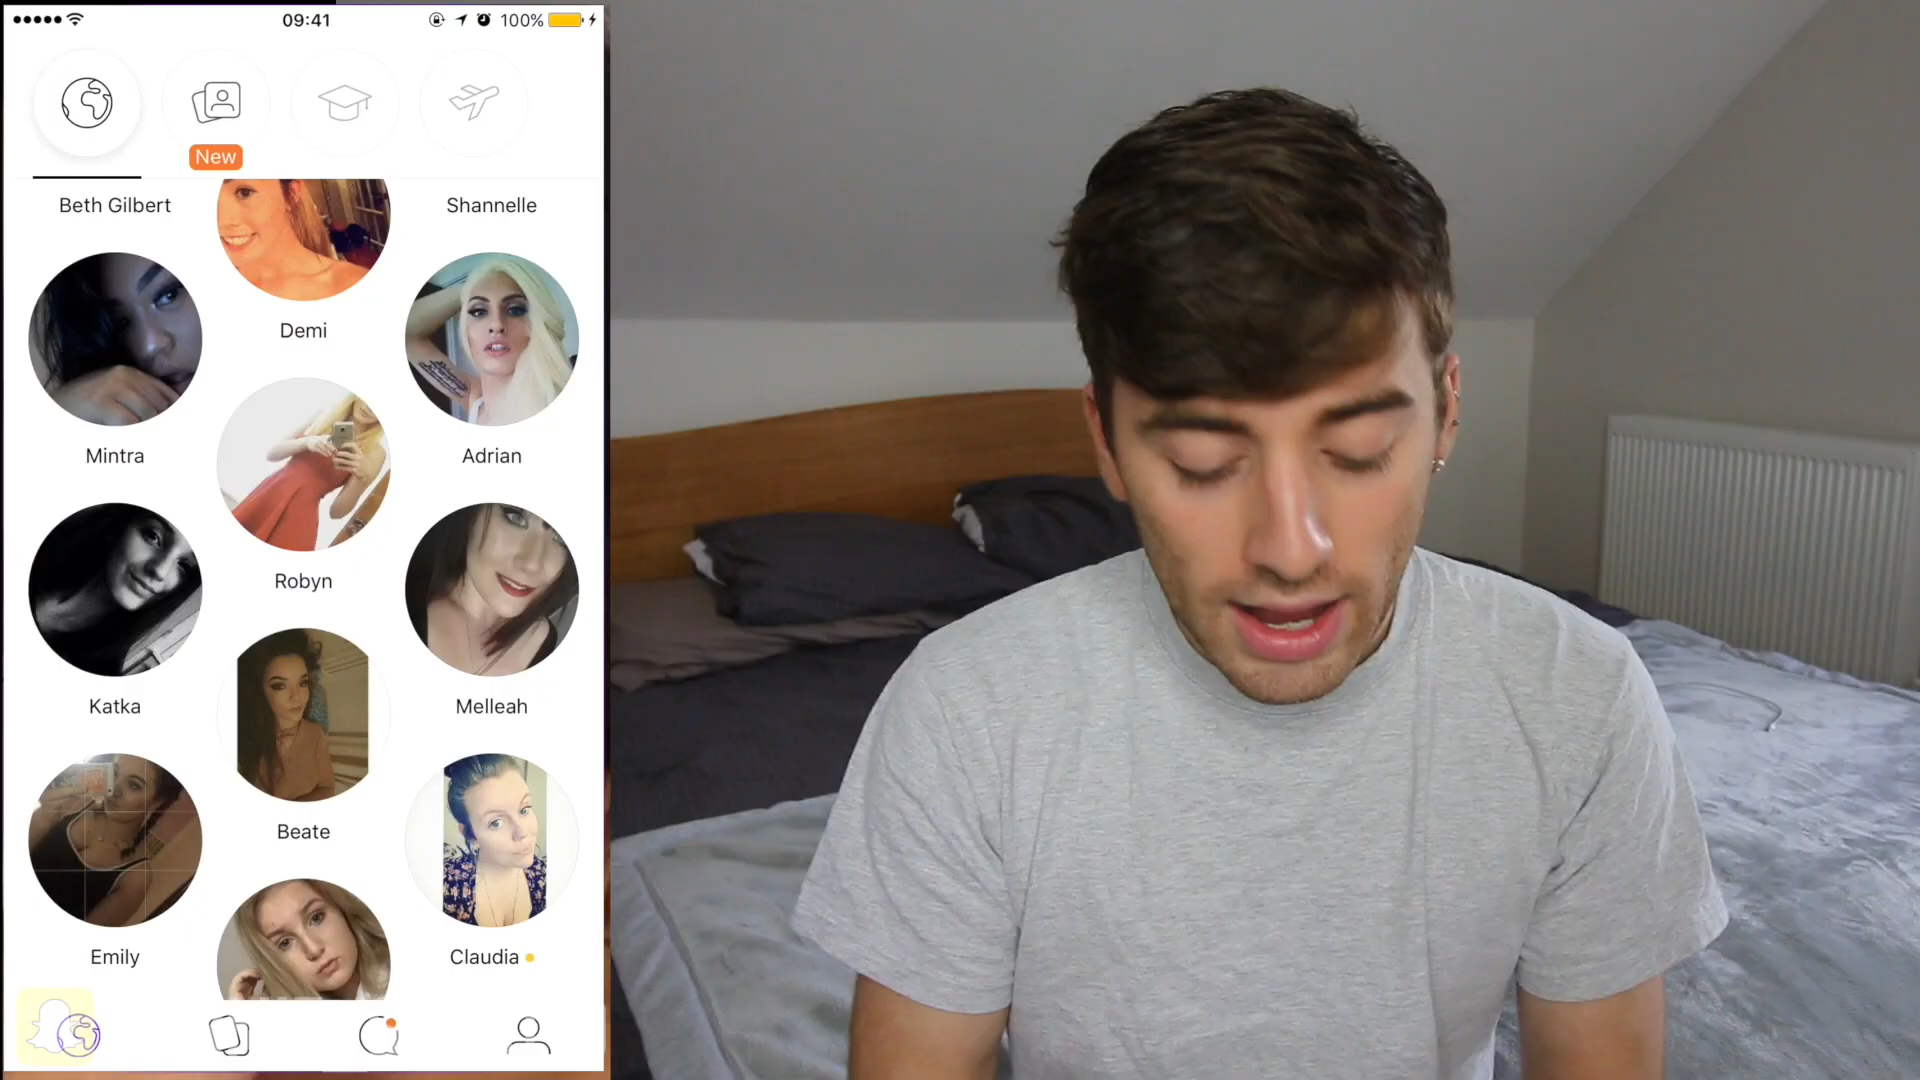 09:41
100%
New
Beth Gilbert
Shannelle
Demi
Mintra
Adrian
Robyn
Katka
Melleah
Beate
Emily
Claudia